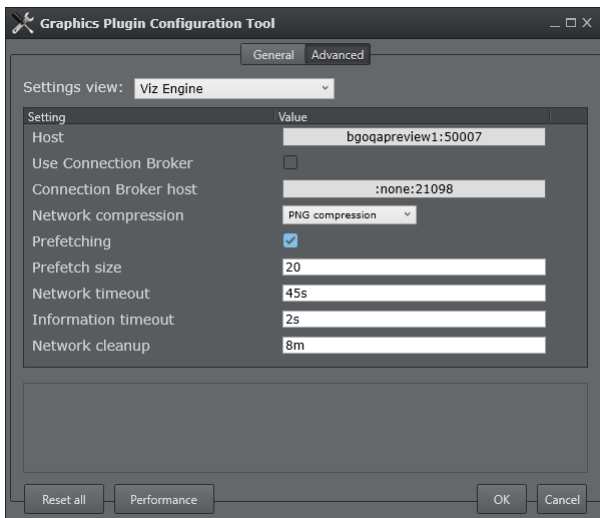 Graphics Plugin Configuration Tool
General Advanced
Settings view: Viz Engine
Setting Value
Host bgoqapreview1:50007
Use Connection Broker
Connection Broker host :none:21098
Network compression PNG compression
Prefetching
Prefetch size 20
Network timeout 45s
Information timeout 2s
Network cleanup 8m
Reset all Performance OK Cancel